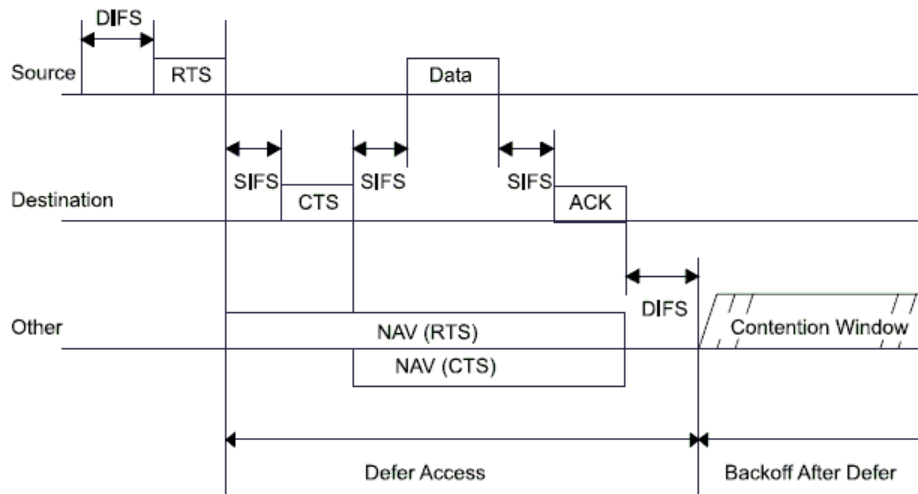 DIFS
Source
RTS
Data
SIFS
SIFS
SIFS
Destination
CTS
ACK
DIFS
Other
NAV (RTS)
Contention Window
NAV (CTS)
Defer Access
Backoff After Defer